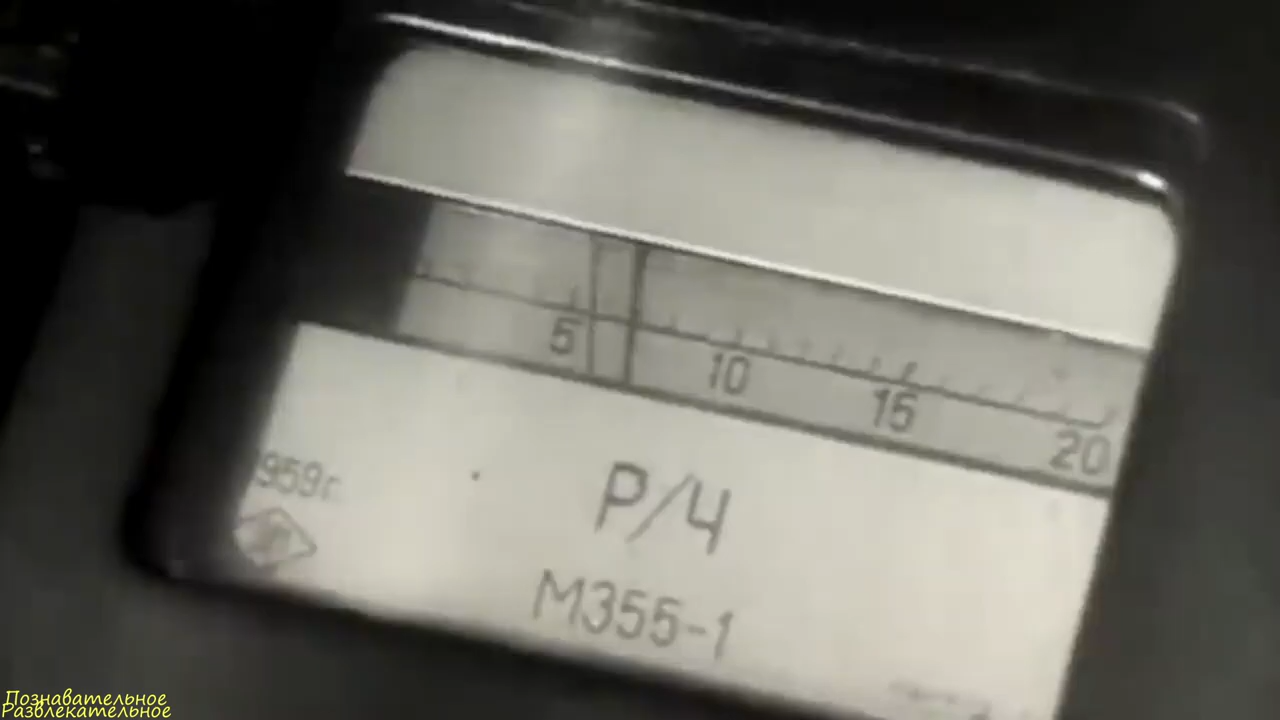 5 10 15 20
959г.
Р/Ч
М355-1
Познавательное
Развлекательное